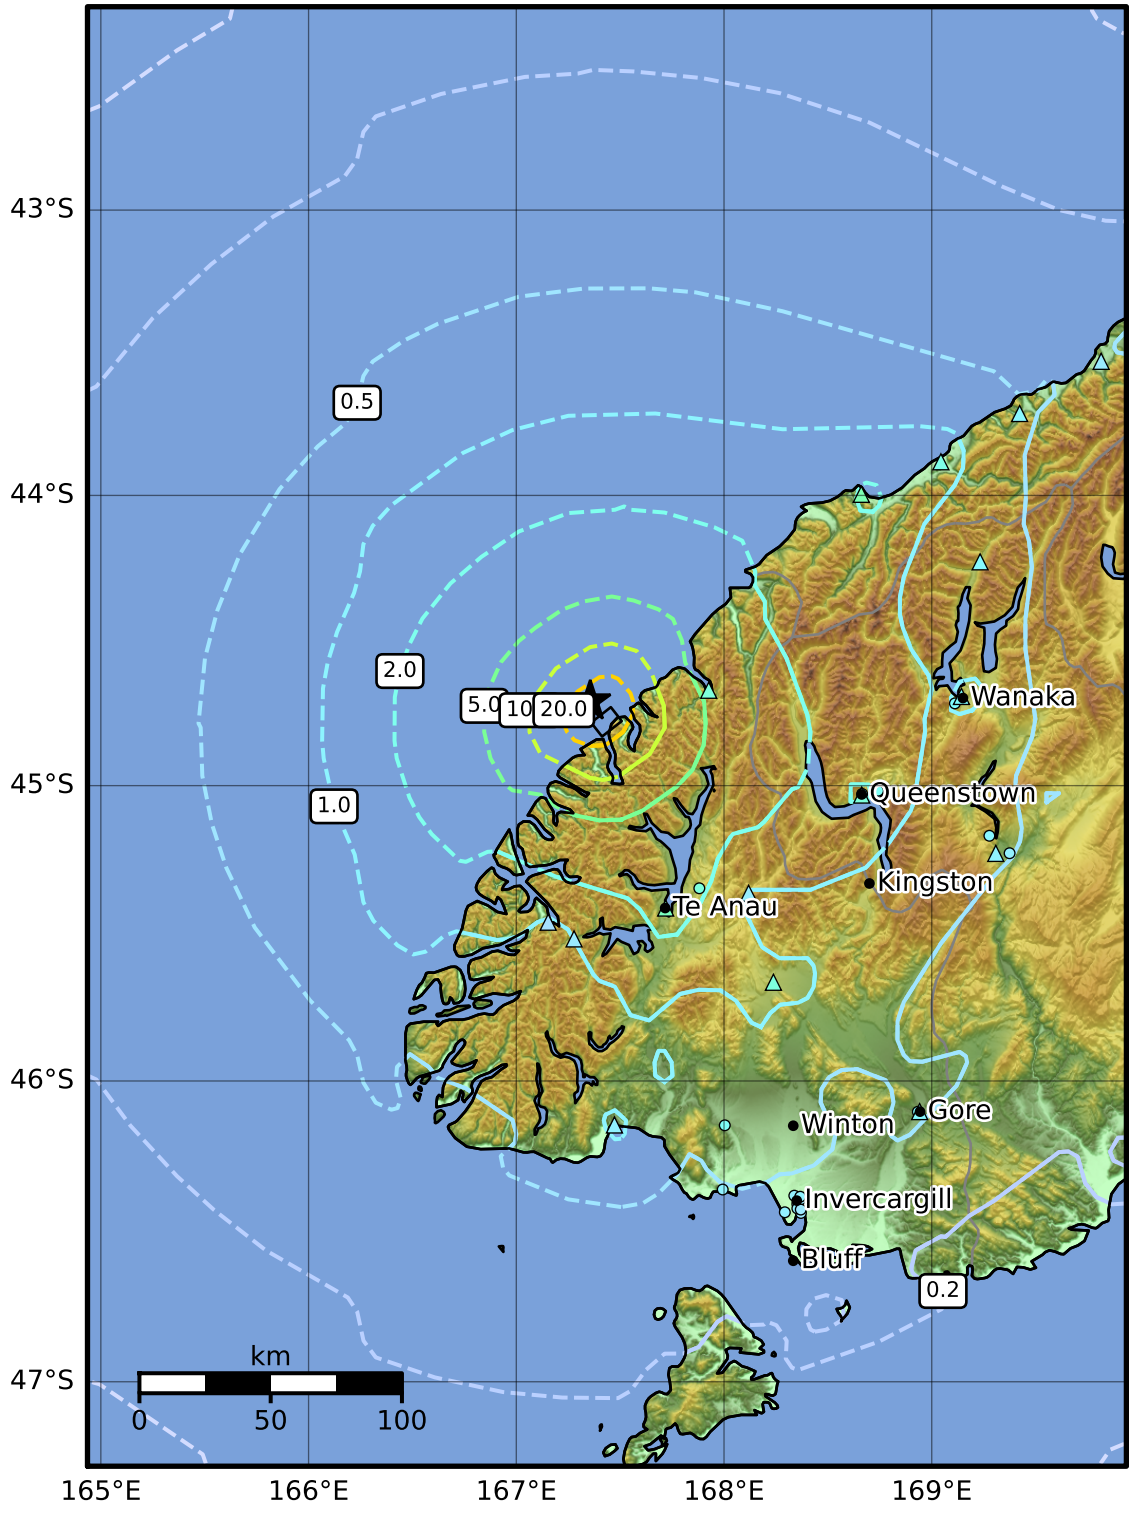 43°S
0.5
44°S
2.0
5.0
10
20.0
Wanaka
45°S
Queenstown
1.0
Kingston
Te Anau
46°S
Gore
Winton
Invercargill
Bluff
0.2
km
47°S
0
50
100
165°E
166°E
167°E
168°E
169°E